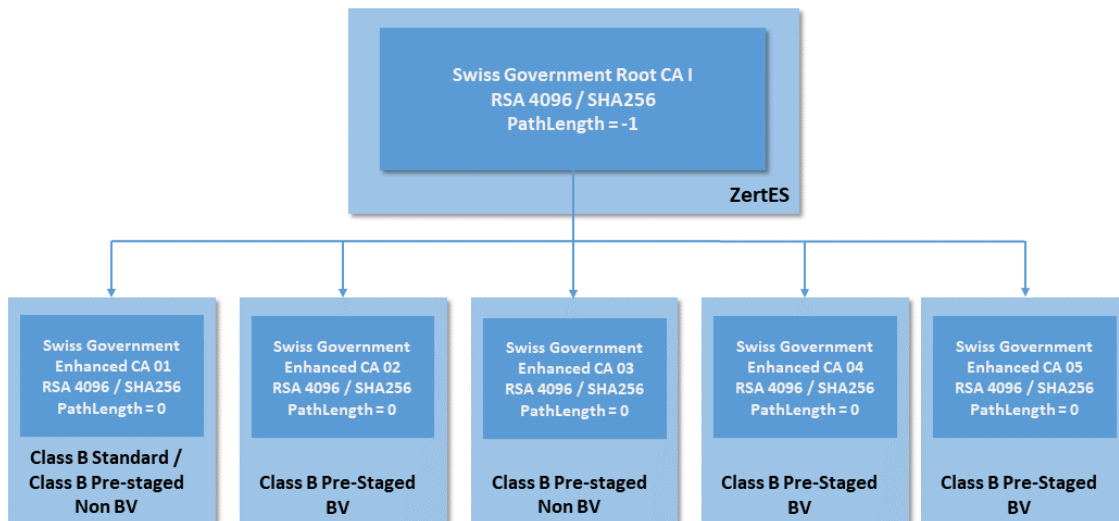 Swiss Government Root CA I
RSA 4096 / SHA256
PathLength = -1
ZertES
Swiss Government
Enhanced CA 01
RSA 4096 / SHA256
PathLength = 0
Class B Standard /
Class B Pre-staged
Non BV
Swiss Government
Enhanced CA 02
RSA 4096 / SHA256
PathLength = 0
Class B Pre-Staged
BV
Swiss Government
Enhanced CA 03
RSA 4096 / SHA256
PathLength = 0
Class B Pre-staged
Non BV
Swiss Government
Enhanced CA 04
RSA 4096 / SHA256
PathLength = 0
Class B Pre-Staged
BV
Swiss Government
Enhanced CA 05
RSA 4096 / SHA256
PathLength = 0
Class B Pre-Staged
BV